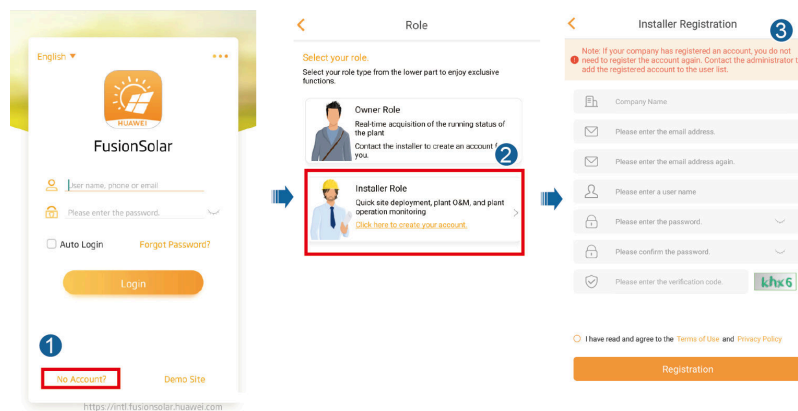 English ▼
HUAWEI
FusionSolar
User name, phone or email
Please enter the password.
Auto Login
Forgot Password?
Login
1
No Account?
Demo Site
https://intl.fusionsolar.huawei.com
Role
Select your role.
Select your role type from the lower part to enjoy exclusive
functions.
Owner Role
Real-time acquisition of the running status of
the plant
Contact the installer to create an account
you.
2
Installer Role
Quick site deployment, plant O&M, and plant
operation monitoring
Click here to create your account.
Installer Registration
3
Note: If your company has registered an account, you do not
need to register the account again. Contact the administrator t
add the registered account to the user list.
Company Name
Please enter the email address.
Please enter the email address again.
Please enter a user name
Please enter the password.
Please confirm the password.
Please enter the verification code.
khx6
I have read and agree to the Terms of Use and Privacy Policy
Registration